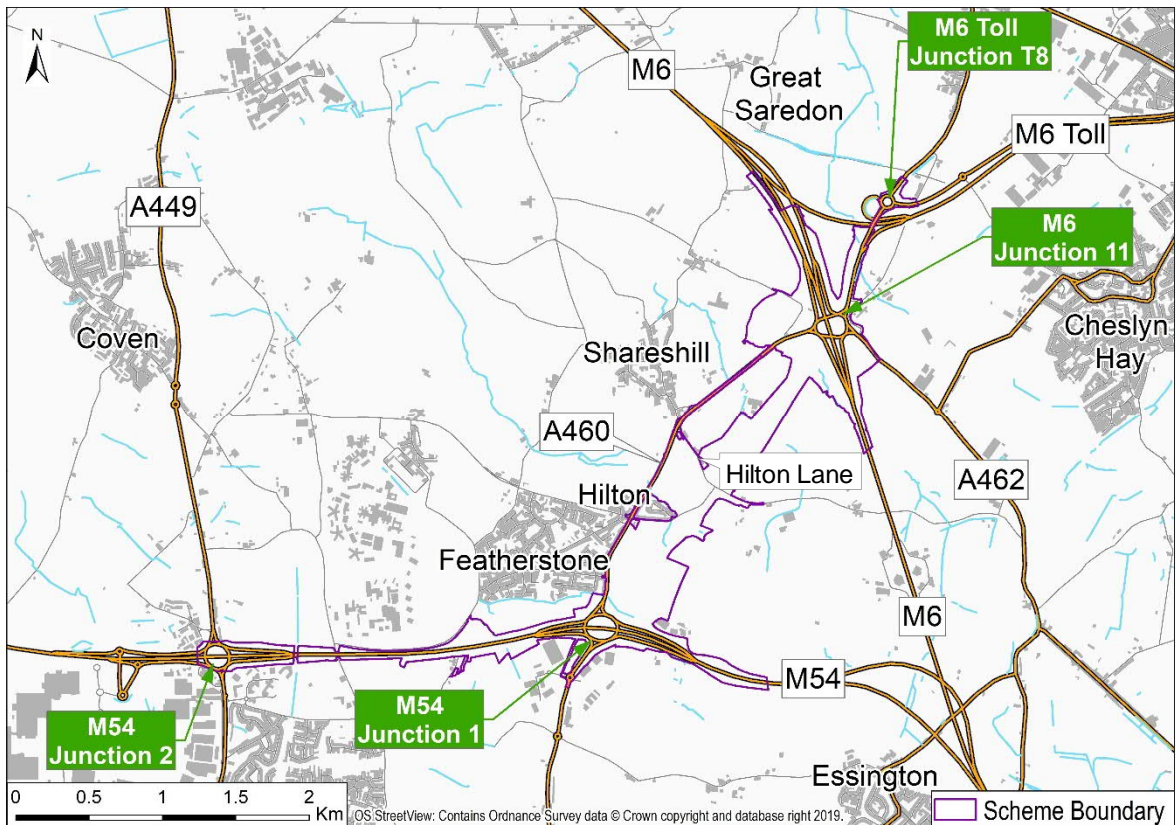 N
M6
Great
Saredon
M6 Toll
Junction T8
M6 Toll
A449
M6
Junction 11
Coven
Shareshill
Cheslyn
Hay
A460
Hilton Lane
A462
Hilton
Featherstone
M6
M54
Junction 2
M54
Junction 1
M54
Essington
0 0.5 1 1.5 2
Km
OS StreetView: Contains Ordnance Survey data © Crown copyright and database right 2019.
Scheme Boundary